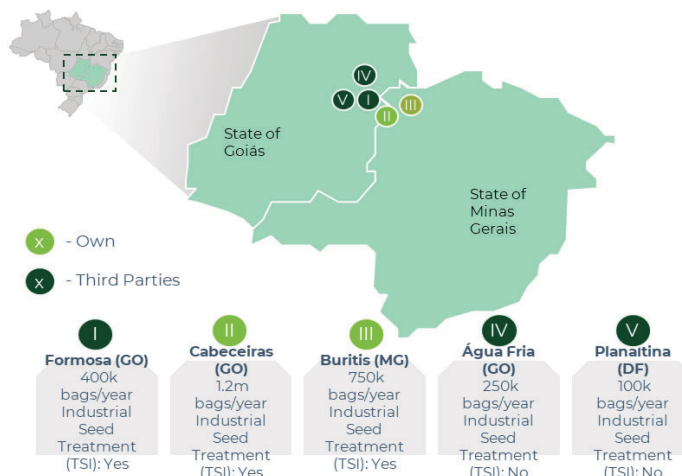 IV
V
I
III
II
State of
Goiás
State of
Minas
Gerais
x - Own
x - Third Parties
I
Formosa (GO)
400k
bags/year
Industrial
Seed
Treatment
(TSI): Yes
II
Cabeceiras
(GO)
1.2m
bags/year
Industrial
Seed
Treatment
(TSI): Yes
III
Buritis (MG)
750k
bags/year
Industrial
Seed
Treatment
(TSI): Yes
IV
Água Fria
(GO)
250k
bags/year
Industrial
Seed
Treatment
(TSI): No
V
Planaltina
(DF)
100k
bags/year
Industrial
Seed
Treatment
(TSI): No